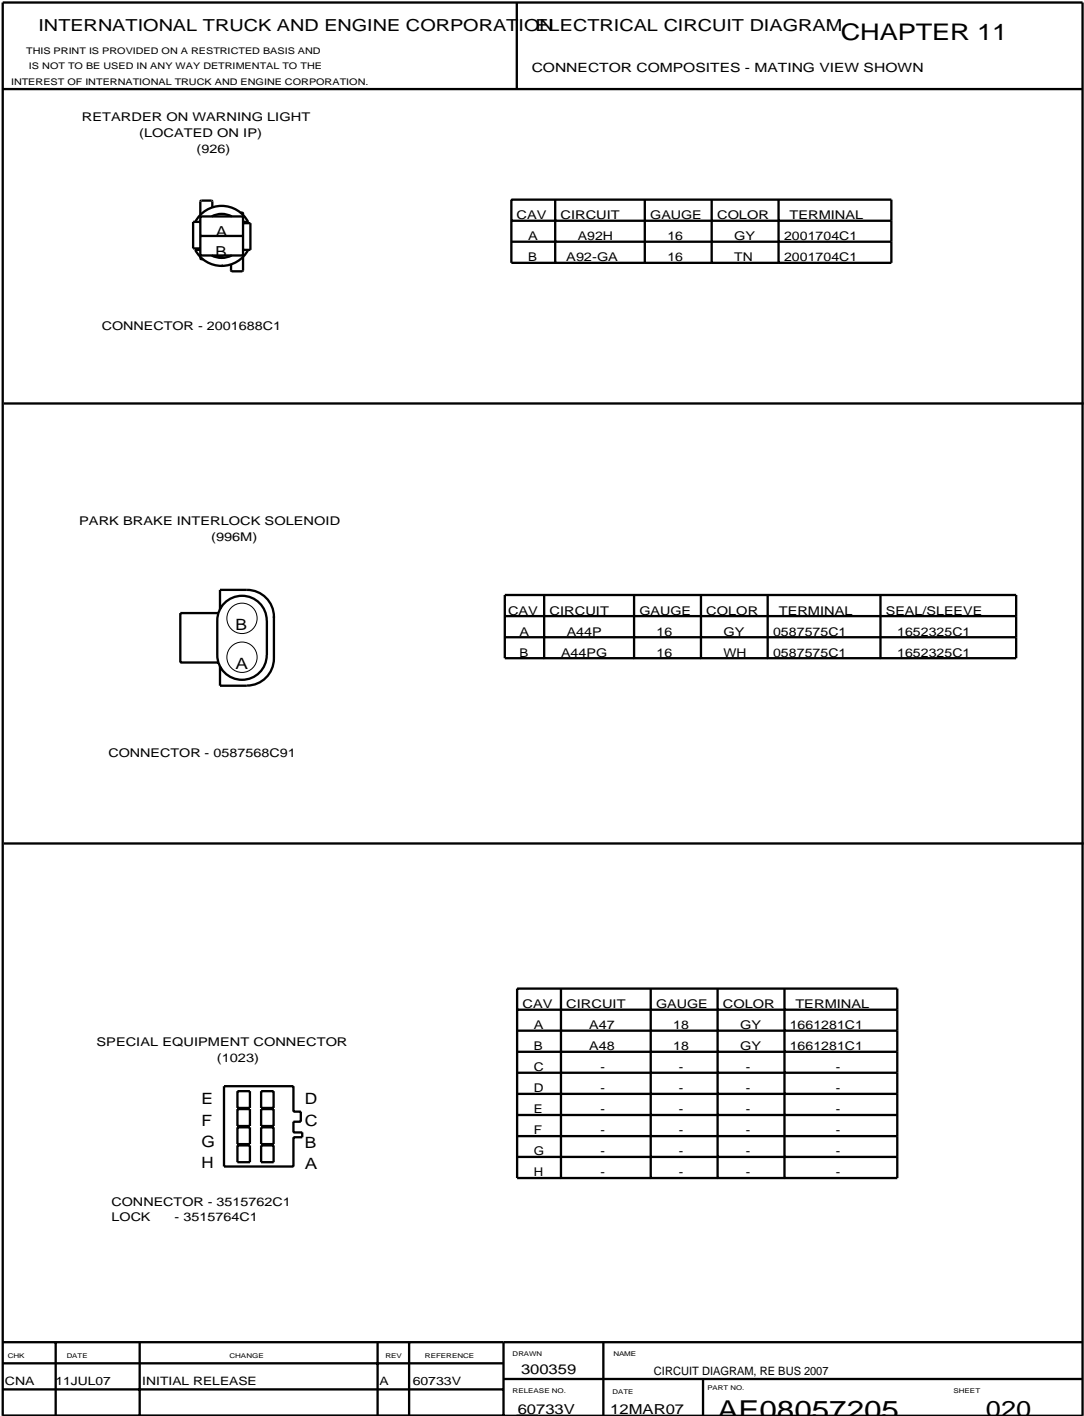 INTERNATIONAL TRUCK AND ENGINE CORPORATION
ELECTRICAL CIRCUIT DIAGRAM
CHAPTER 11
THIS PRINT IS PROVIDED ON A RESTRICTED BASIS AND
IS NOT TO BE USED IN ANY WAY DETRIMENTAL TO THE
INTEREST OF INTERNATIONAL TRUCK AND ENGINE CORPORATION.
CONNECTOR COMPOSITES - MATING VIEW SHOWN
RETARDER ON WARNING LIGHT
(LOCATED ON IP)
(926)
A
B
CONNECTOR - 2001688C1
CAV CIRCUIT GAUGE COLOR TERMINAL
A A92H 16 GY 2001704C1
B A92-GA 16 TN 2001704C1
PARK BRAKE INTERLOCK SOLENOID
(996M)
B
A
CONNECTOR - 0587568C91
CAV CIRCUIT GAUGE COLOR TERMINAL SEAL/SLEEVE
A A44P 16 GY 0587575C1 1652325C1
B A44PG 16 WH 0587575C1 1652325C1
SPECIAL EQUIPMENT CONNECTOR
(1023)
E D
F C
G B
H A
CONNECTOR - 3515762C1
LOCK - 3515764C1
CAV CIRCUIT GAUGE COLOR TERMINAL
A A47 18 GY 1661281C1
B A48 18 GY 1661281C1
C - - - -
D - - - -
E - - - -
F - - - -
G - - - -
H - - - -
CHK DATE CHANGE REV REFERENCE
CNA 11JUL07 INITIAL RELEASE A 60733V
DRAWN
300359
NAME
CIRCUIT DIAGRAM, RE BUS 2007
RELEASE NO.
60733V
DATE
12MAR07
PART NO.
AE08057205
SHEET
020